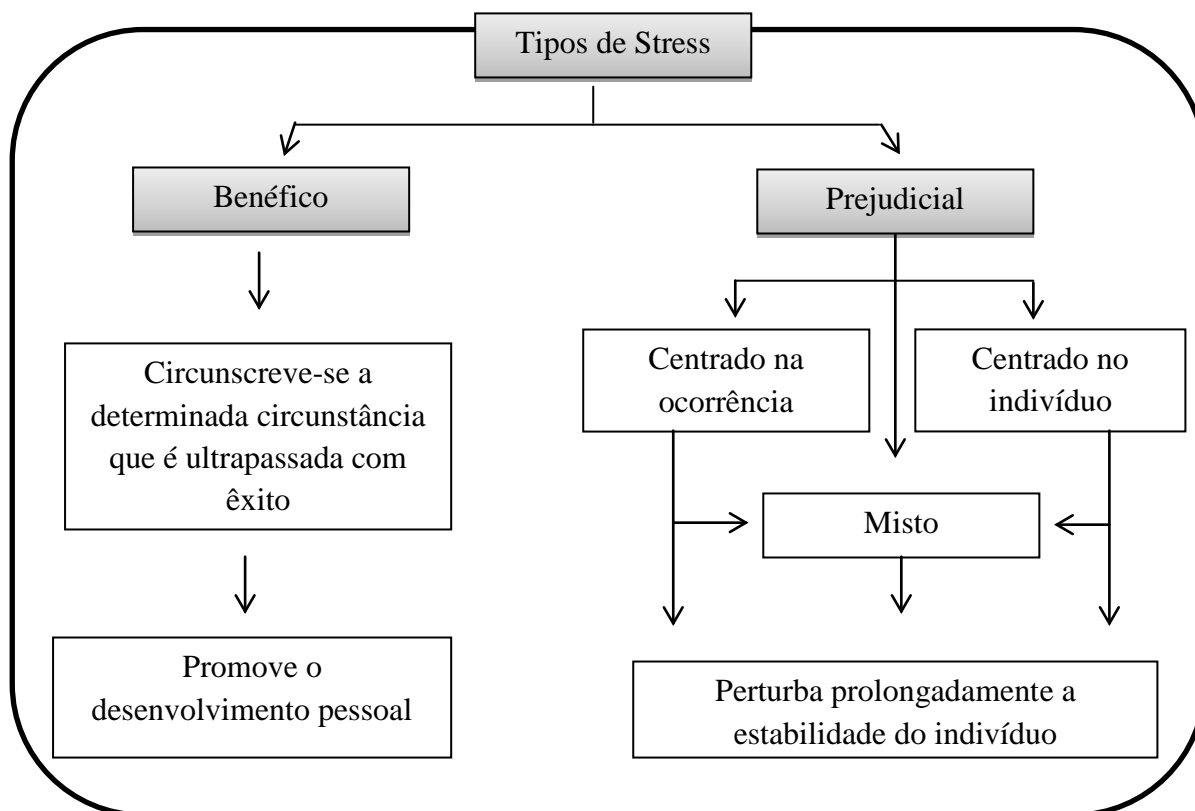 Tipos de Stress
Benéfico
Prejudicial
Circunscreve-se a
determinada circunstância
que é ultrapassada com
êxito
Centrado na
ocorrência
Centrado no
indivíduo
Misto
Promove o
desenvolvimento pessoal
Perturba prolongadamente a
estabilidade do indivíduo